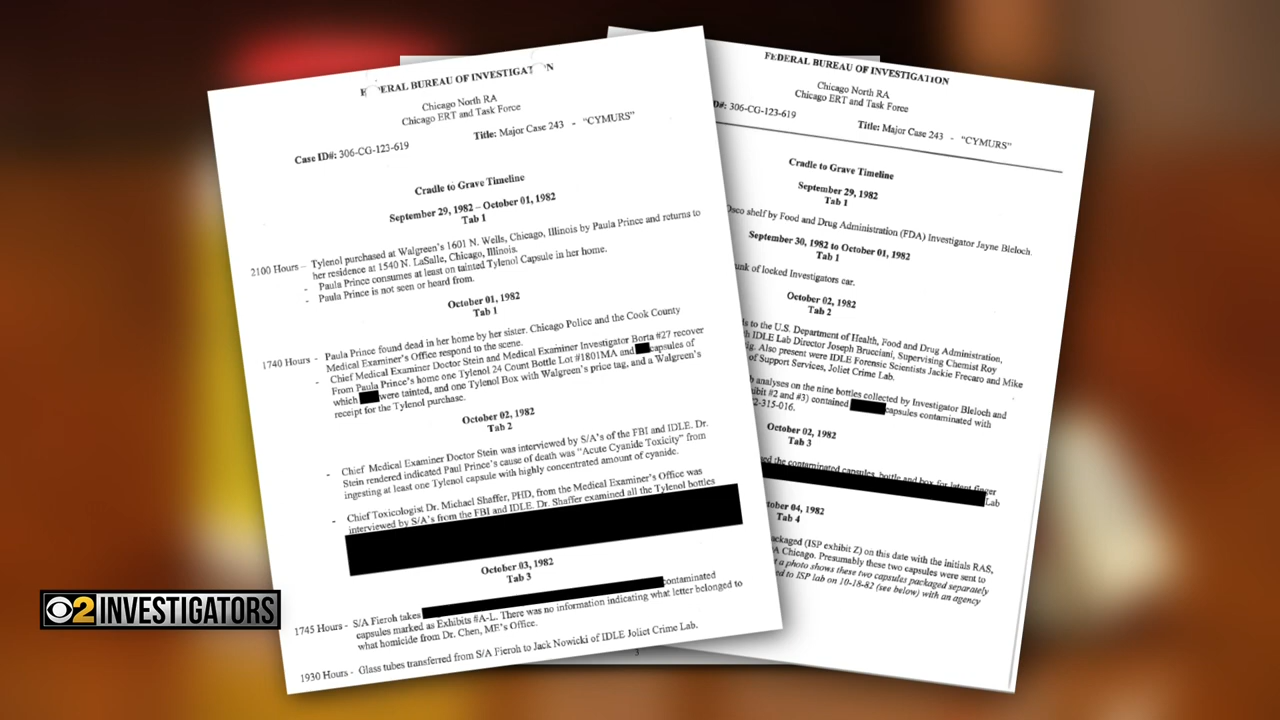 FEDERAL BUREAU OF INVESTIGATION
Chicago North RA
Chicago ERT and Task Force
Title: Major Case 243 - "CYMURS"
Case ID#: 306-CG-123-619
Cradle to Grave Timeline
September 29, 1982 – October 01, 1982
Tab 1
2100 Hours – Tylenol purchased at Walgreen's 1601 N. Wells, Chicago, Illinois by Paula Prince and returns to
her residence at 1540 N. LaSalle, Chicago, Illinois.
- Paula Prince consumes at least on tainted Tylenol Capsule in her home.
- Paula Prince is not seen or heard from.
October 01, 1982
Tab 1
1740 Hours - Paula Prince found dead in her home by her sister. Chicago Police and the Cook County
Medical Examiner's Office respond to the scene.
- Chief Medical Examiner Doctor Stein and Medical Examiner Investigator Borta #27 recover
From Paula Prince's home one Tylenol 24 Count Bottle Lot #1801MA and capsules of
which were tainted, and one Tylenol Box with Walgreen's price tag, and a Walgreen's
receipt for the Tylenol purchase.
October 02, 1982
Tab 2
- Chief Medical Examiner Doctor Stein was interviewed by S/A's of the FBI and IDLE. Dr.
Stein rendered indicated Paul Prince's cause of death was "Acute Cyanide Toxicity" from
ingesting at least one Tylenol capsule with highly concentrated amount of cyanide.
- Chief Toxicologist Dr. Michael Shaffer, PHD, from the Medical Examiner's Office was
interviewed by S/A's from the FBI and IDLE. Dr. Shaffer examined all the Tylenol bottles
October 03, 1982
Tab 3
1745 Hours - S/A Fieroh takes contaminated
capsules marked as Exhibits #A-L. There was no information indicating what letter belonged to
what homicide from Dr. Chen, ME's Office.
1930 Hours - Glass tubes transferred from S/A Fieroh to Jack Nowicki of IDLE Joliet Crime Lab.
FEDERAL BUREAU OF INVESTIGATION
Chicago North RA
Chicago ERT and Task Force
D#: 306-CG-123-619
Title: Major Case 243 - "CYMURS"
Cradle to Grave Timeline
September 29, 1982
Tab 1
Osco shelf by Food and Drug Administration (FDA) Investigator Jayne Bleloch.
September 30, 1982 to October 01, 1982
Tab 1
unk of locked Investigators car.
October 02, 1982
Tab 2
s to the U.S. Department of Health, Food and Drug Administration,
h IDLE Lab Director Joseph Brucciani, Supervising Chemist Roy
g. Also present were IDLE Forensic Scientists Jackie Frecaro and Mike
of Support Services, Joliet Crime Lab.
b analyses on the nine bottles collected by Investigator Bleloch and
ibit #2 and #3) contained capsules contaminated with
2-315-016.
October 02, 1982
Tab 3
sed the contaminated capsules, bottle and box for latent finger
Lab
tober 04, 1982
Tab 4
ackaged (ISP exhibit Z) on this date with the initials RAS,
A Chicago. Presumably these two capsules were sent to
t a photo shows these two capsules packaged separately
ed to ISP lab on 10-18-82 (see below) with an agency
3
2 INVESTIGATORS